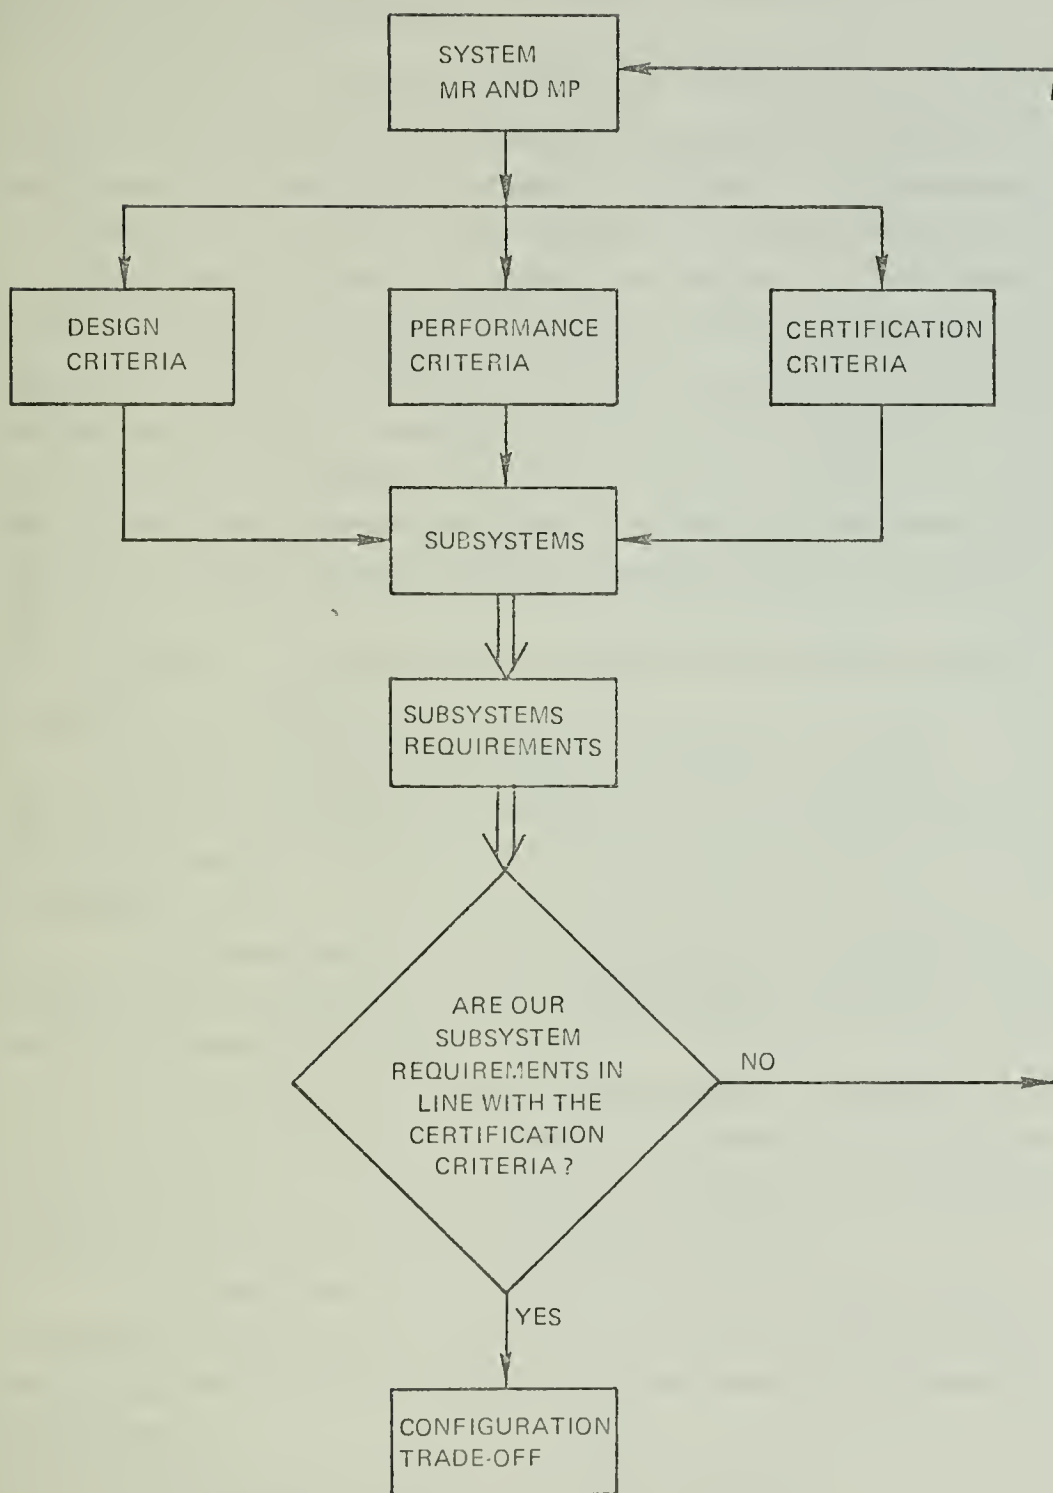 SYSTEM
MR AND MP
DESIGN
CRITERIA
PERFORMANCE
CRITERIA
CERTIFICATION
CRITERIA
SUBSYSTEMS
SUBSYSTEMS
REQUIREMENTS
ARE OUR
SUBSYSTEM
REQUIREMENTS IN
LINE WITH THE
CERTIFICATION
CRITERIA?
NO
YES
CONFIGURATION
TRADE-OFF